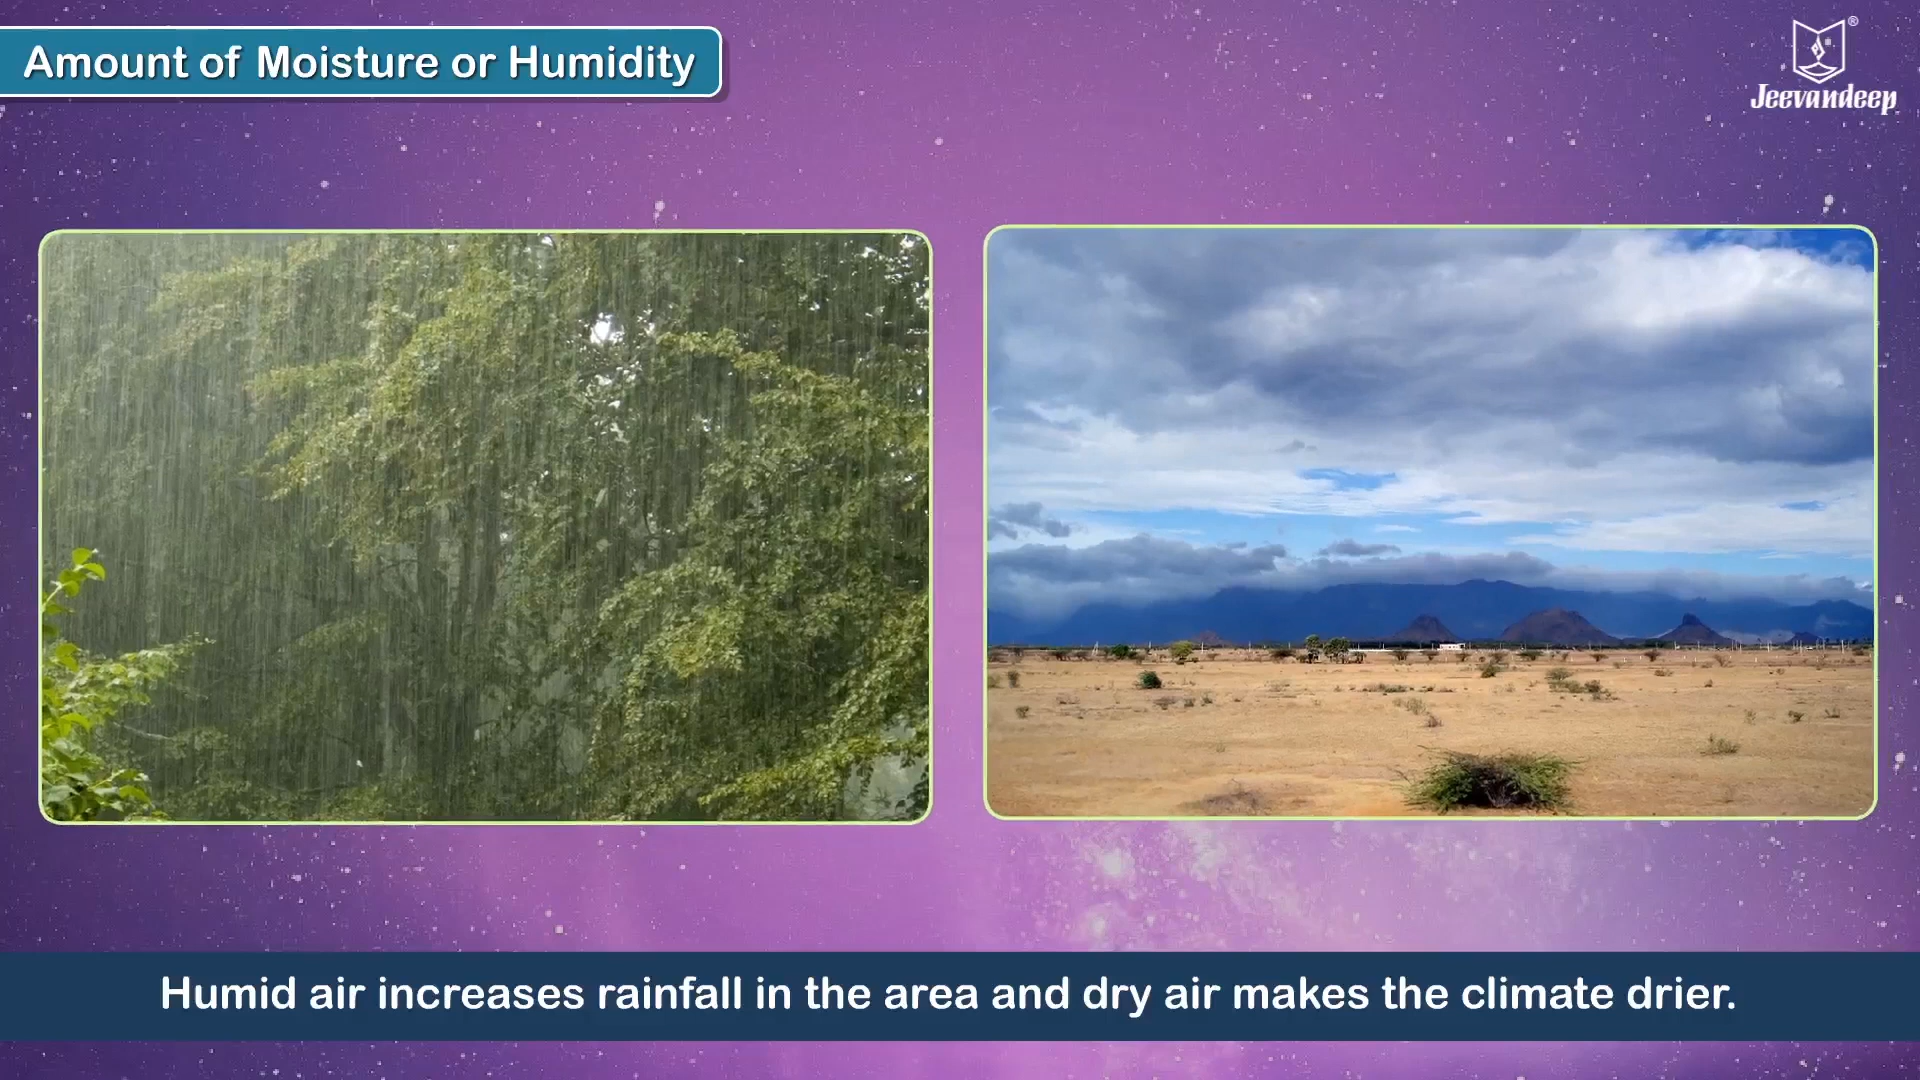 Amount of Moisture or Humidity
®
Jeevandeep
Humid air increases rainfall in the area and dry air makes the climate drier.